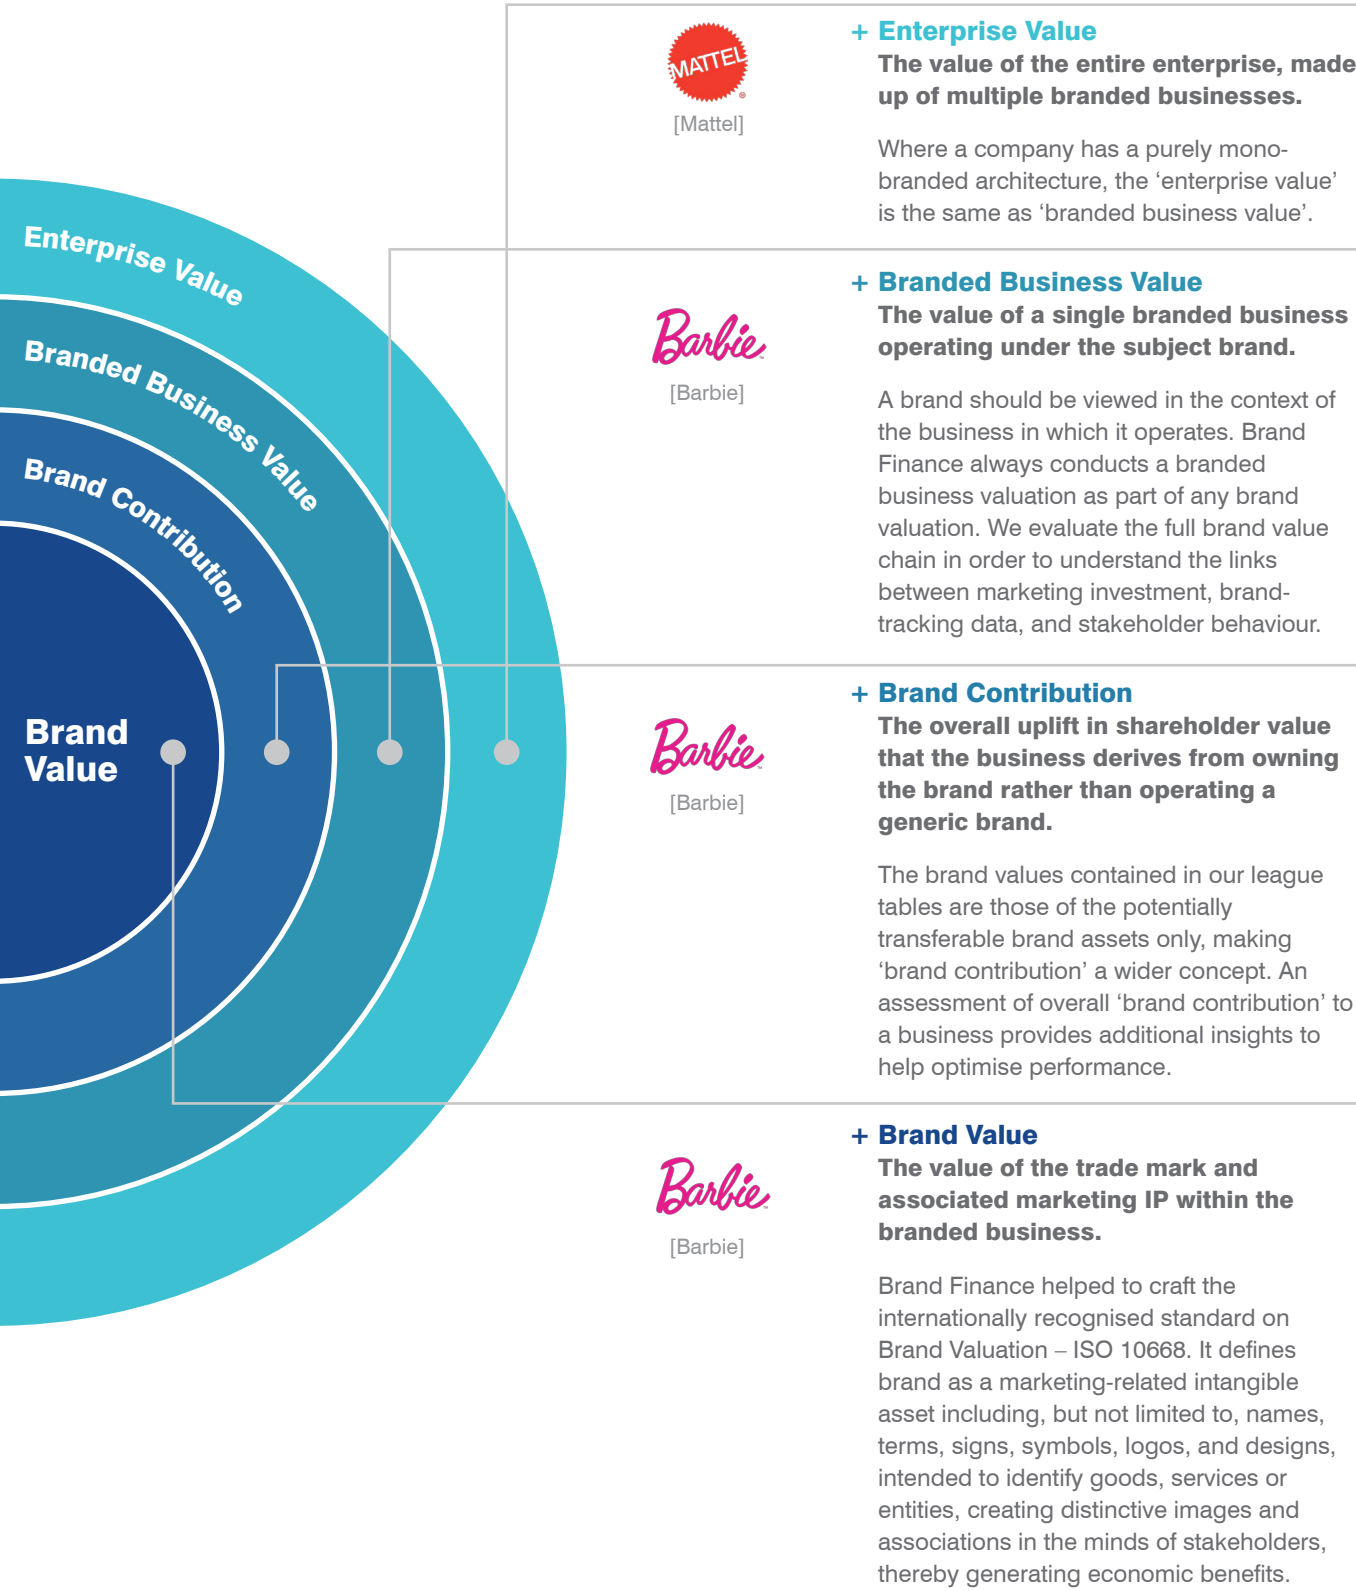 Enterprise Value
Branded Business Value
Brand Contribution
Brand
Value
MATTEL
®
[Mattel]
+ Enterprise Value
The value of the entire enterprise, made
up of multiple branded businesses.
Where a company has a purely mono-
branded architecture, the ‘enterprise value’
is the same as ‘branded business value’.
Barbie
[Barbie]
+ Branded Business Value
The value of a single branded business
operating under the subject brand.
A brand should be viewed in the context of
the business in which it operates. Brand
Finance always conducts a branded
business valuation as part of any brand
valuation. We evaluate the full brand value
chain in order to understand the links
between marketing investment, brand-
tracking data, and stakeholder behaviour.
Barbie
[Barbie]
+ Brand Contribution
The overall uplift in shareholder value
that the business derives from owning
the brand rather than operating a
generic brand.
The brand values contained in our league
tables are those of the potentially
transferable brand assets only, making
‘brand contribution’ a wider concept. An
assessment of overall ‘brand contribution’ to
a business provides additional insights to
help optimise performance.
Barbie
[Barbie]
+ Brand Value
The value of the trade mark and
associated marketing IP within the
branded business.
Brand Finance helped to craft the
internationally recognised standard on
Brand Valuation – ISO 10668. It defines
brand as a marketing-related intangible
asset including, but not limited to, names,
terms, signs, symbols, logos, and designs,
intended to identify goods, services or
entities, creating distinctive images and
associations in the minds of stakeholders,
thereby generating economic benefits.